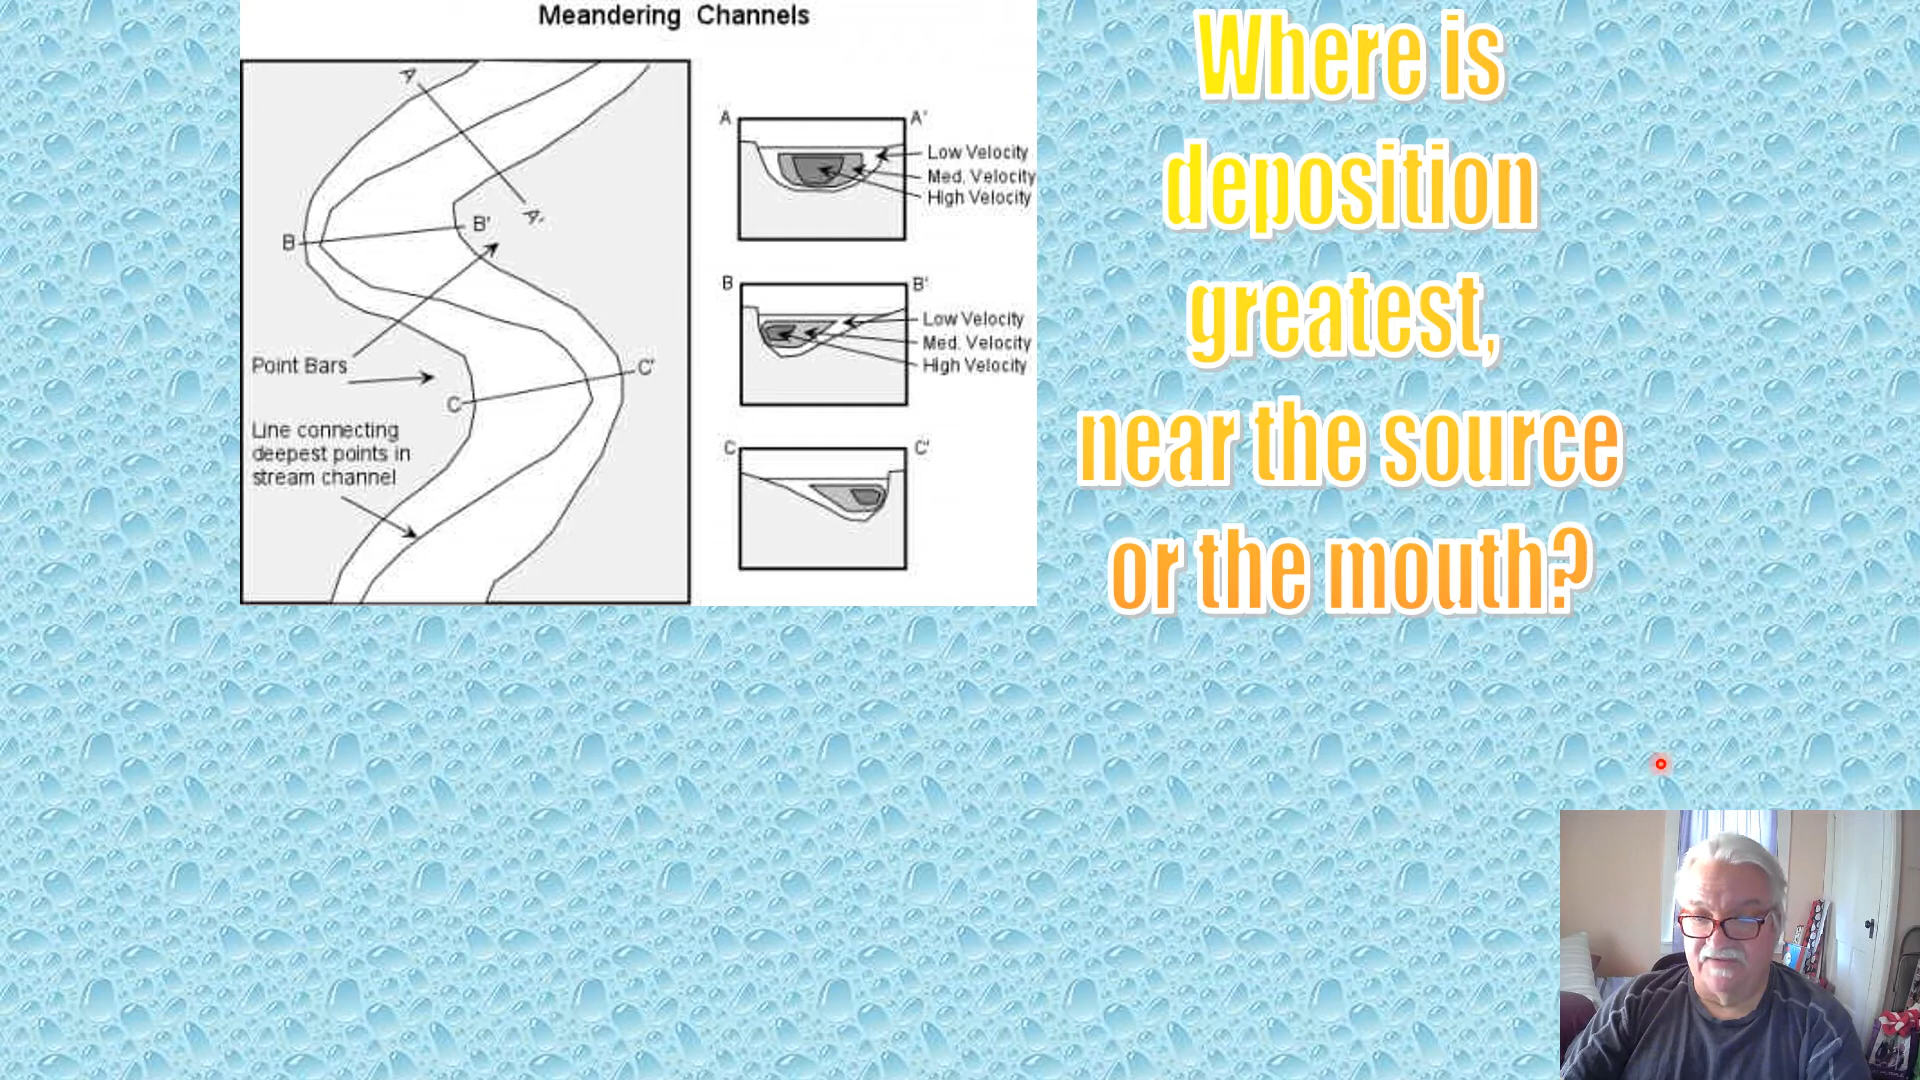 Meandering Channels
A
A'
B
B'
C
C'
Point Bars
Line connecting
deepest points in
stream channel
A
A'
Low Velocity
Med. Velocity
High Velocity
B
B'
Low Velocity
Med. Velocity
High Velocity
C
C'
Where is
deposition
greatest,
near the source
or the mouth?